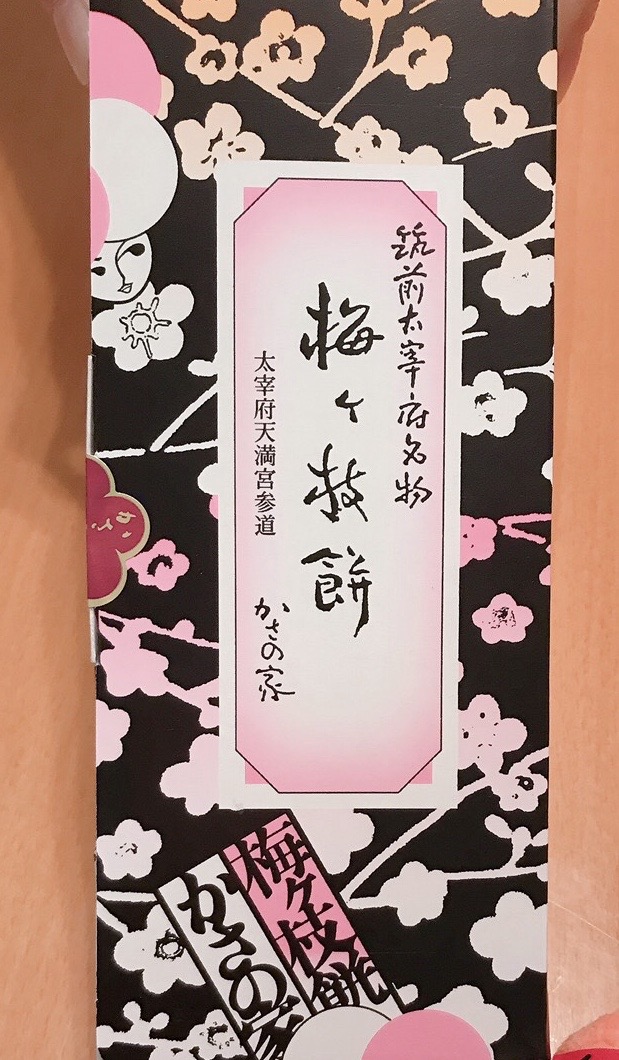 筑前太宰府名物
梅ヶ枝餅
太宰府天満宮参道
かさの家
梅ヶ枝餅
かさの家